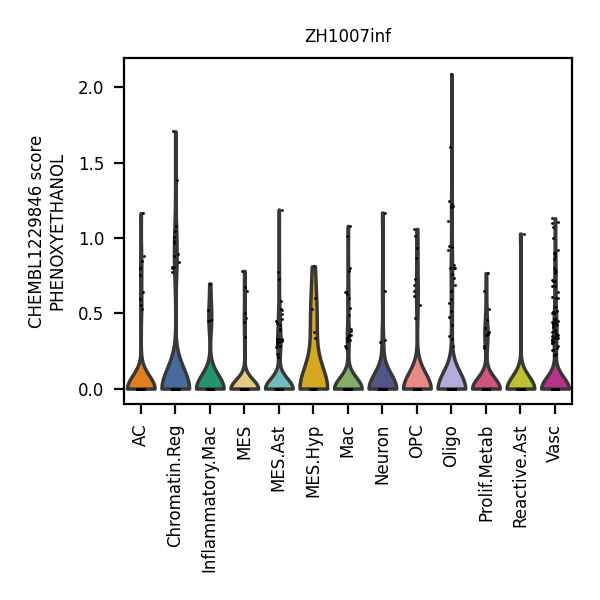 ZH1007inf
CHEMBL1229846 score
PHENOXYETHANOL
2.0
1.5
1.0
0.5
0.0
AC
Chromatin.Reg
Inflammatory.Mac
MES
MES.Ast
MES.Hyp
Mac
Neuron
OPC
Oligo
Prolif.Metab
Reactive.Ast
Vasc